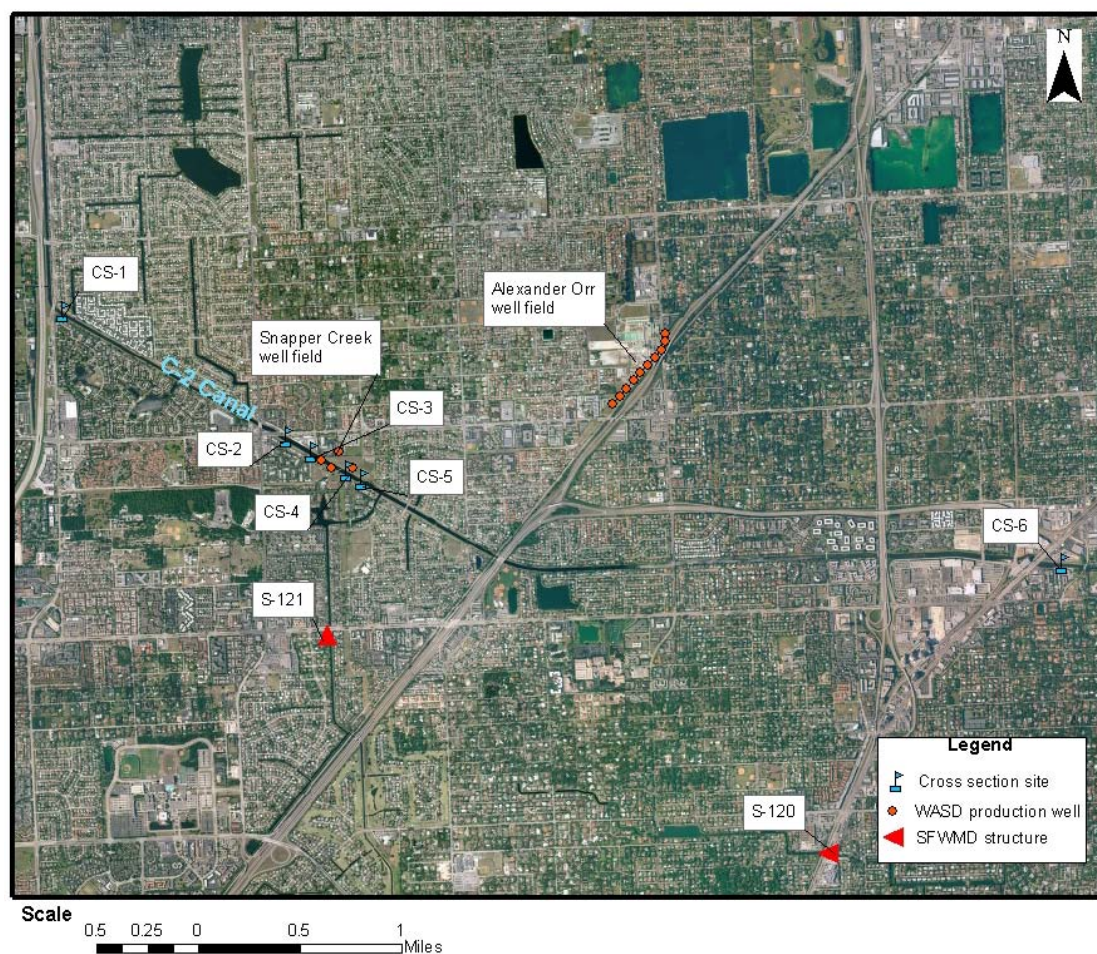 N
CS-1
Alexander Orr
well field
Snapper Creek
well field
C-2 Canal
CS-3
CS-2
CS-5
CS-4
CS-6
S-121
Legend
Cross section site
WASD production well
SFWMD structure
S-120
Scale
0.5 0.25 0 0.5 1
Miles